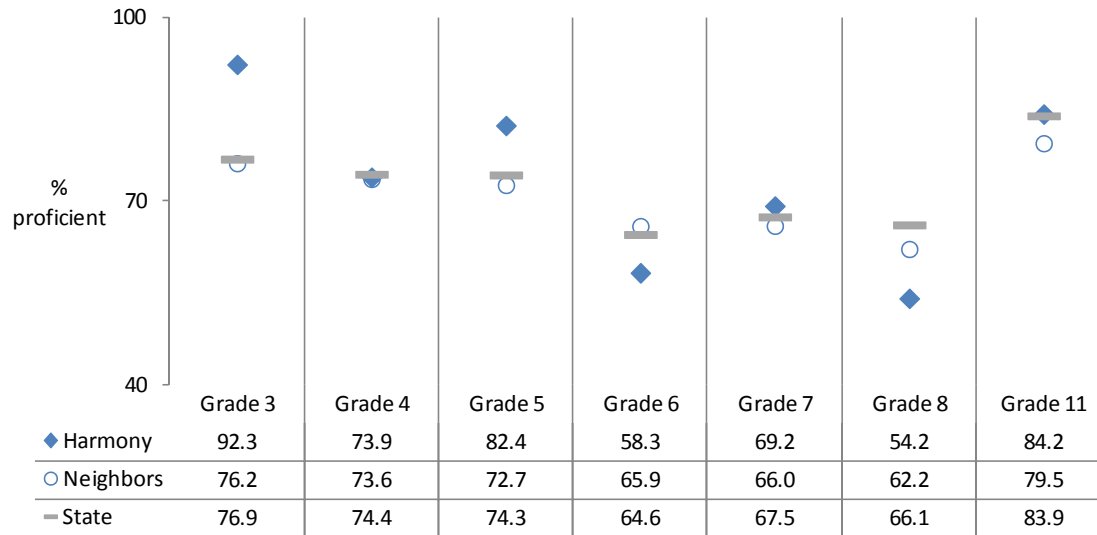 100
% proficient
70
40
Grade 3 Grade 4 Grade 5 Grade 6 Grade 7 Grade 8 Grade 11
Harmony 92.3 73.9 82.4 58.3 69.2 54.2 84.2
Neighbors 76.2 73.6 72.7 65.9 66.0 62.2 79.5
State 76.9 74.4 74.3 64.6 67.5 66.1 83.9